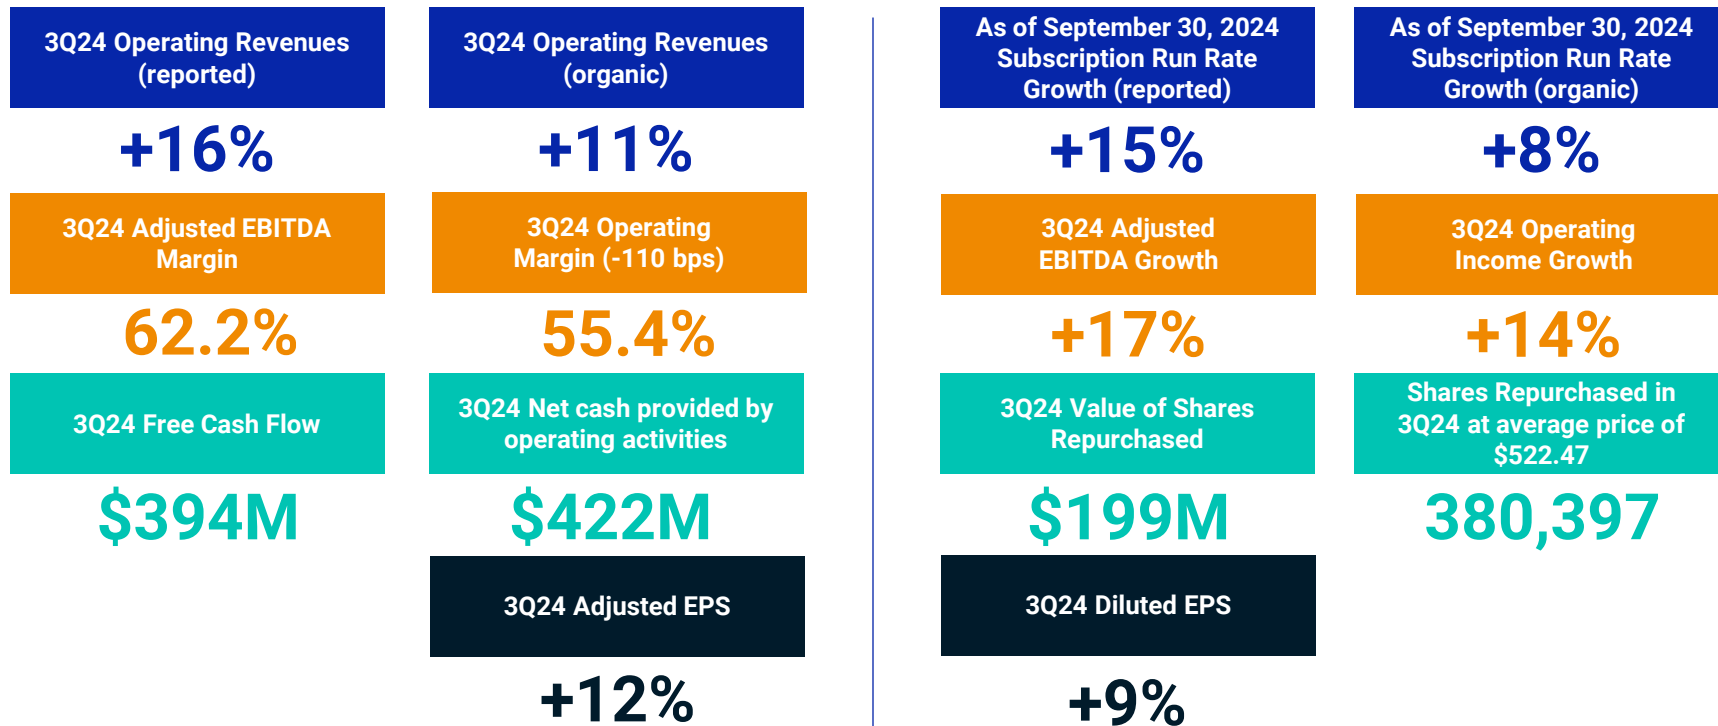 3Q24 Operating Revenues
(reported)
+16%
3Q24 Operating Revenues
(organic)
+11%
As of September 30, 2024
Subscription Run Rate
Growth (reported)
+15%
As of September 30, 2024
Subscription Run Rate
Growth (organic)
+8%
3Q24 Adjusted EBITDA
Margin
62.2%
3Q24 Operating
Margin (-110 bps)
55.4%
3Q24 Adjusted
EBITDA Growth
+17%
3Q24 Operating
Income Growth
+14%
3Q24 Free Cash Flow
$394M
3Q24 Net cash provided by
operating activities
$422M
3Q24 Value of Shares
Repurchased
$199M
Shares Repurchased in
3Q24 at average price of
$522.47
380,397
3Q24 Adjusted EPS
+12%
3Q24 Diluted EPS
+9%